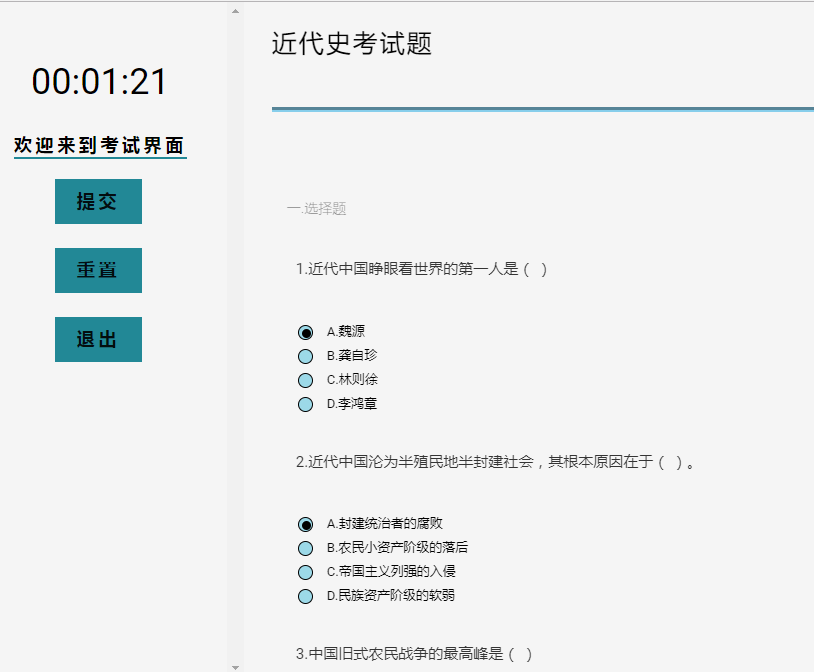 00:01:21
欢迎来到考试界面
提交
重置
退出
近代史考试题
一.选择题
1.近代中国睁眼看世界的第一人是（ ）
A.魏源
B.龚自珍
C.林则徐
D.李鸿章
2.近代中国沦为半殖民地半封建社会，其根本原因在于（ ）。
A.封建统治者的腐败
B.农民小资产阶级的落后
C.帝国主义列强的入侵
D.民族资产阶级的软弱
3.中国旧式农民战争的最高峰是（ ）